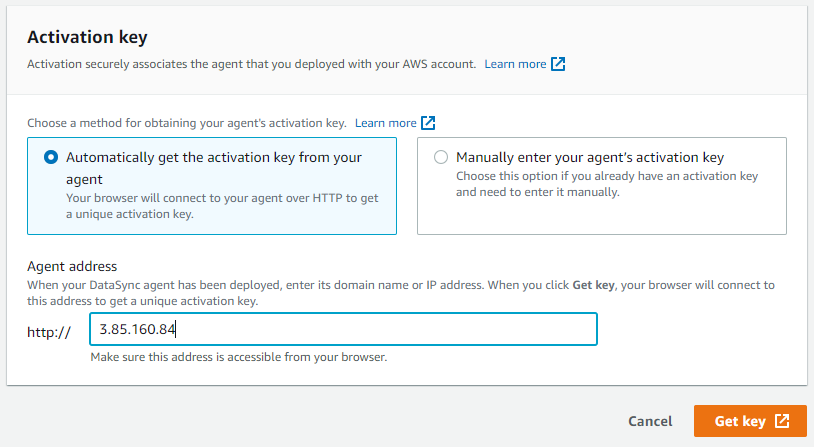 Activation key
Activation securely associates the agent that you deployed with your AWS account. Learn more
Choose a method for obtaining your agent's activation key. Learn more
Automatically get the activation key from your
agent
Your browser will connect to your agent over HTTP to get
a unique activation key.
Manually enter your agent's activation key
Choose this option if you already have an activation key
and need to enter it manually.
Agent address
When your DataSync agent has been deployed, enter its domain name or IP address. When you click Get key, your browser will connect to
this address to get a unique activation key.
http:// 3.85.160.84
Make sure this address is accessible from your browser.
Cancel Get key